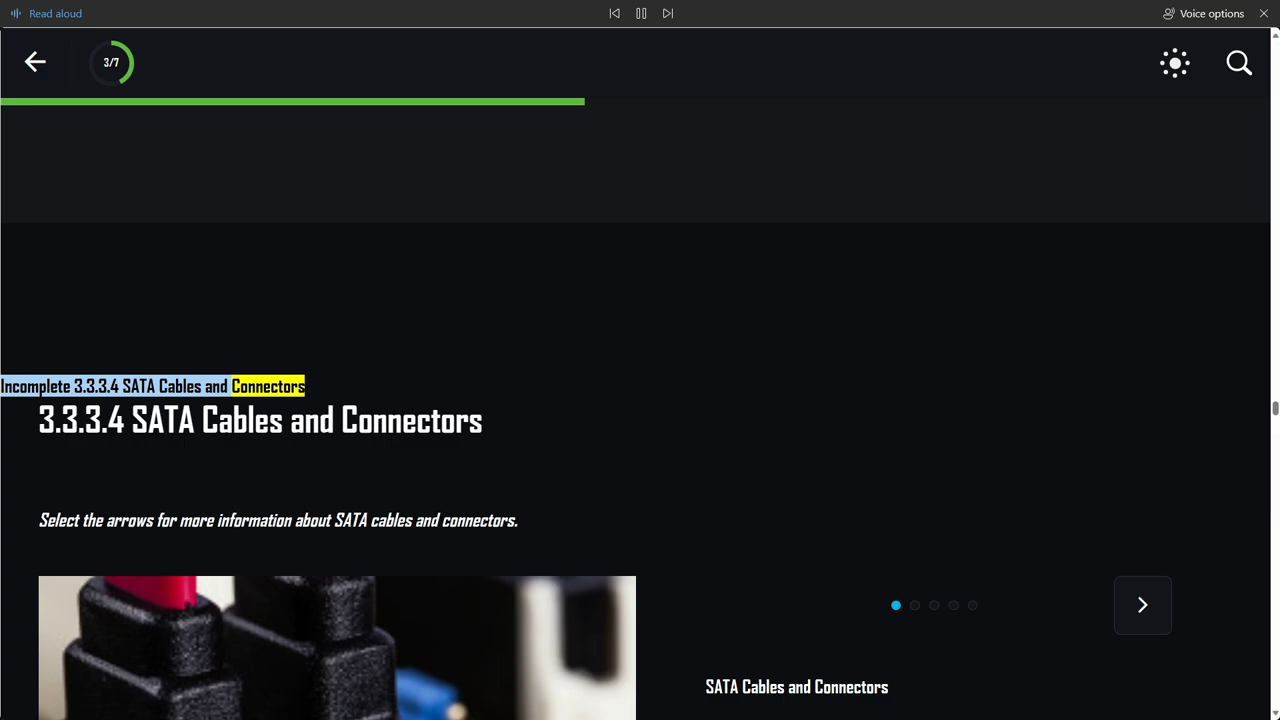 Read aloud
Voice options
3/7
Incomplete 3.3.3.4 SATA Cables and Connectors
3.3.3.4 SATA Cables and Connectors
Select the arrows for more information about SATA cables and connectors.
SATA Cables and Connectors